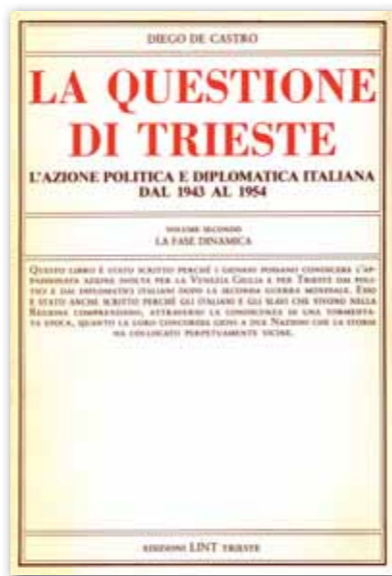 DIEGO DE CASTRO
LA QUESTIONE
DI TRIESTE
L'AZIONE POLITICA E DIPLOMATICA ITALIANA
DAL 1943 AL 1954
VOLUME SECONDO
LA FASE DINAMICA
QUESTO LIBRO È STATO SCRITTO PERCHÉ I GIOVANI POSSANO CONOSCERE L'AP-
PASSIONATA AZIONE SVOLTA PER LA VENEZIA GIULIA E PER TRIESTE DAI POLI-
TICI E DAI DIPLOMATICI ITALIANI DOPO LA SECONDA GUERRA MONDIALE. ESSO
È STATO ANCHE SCRITTO PERCHÉ GLI ITALIANI E GLI SLAVI CHE VIVONO NELLA
REGIONE COMPRENDANO, ATTRAVERSO LA CONOSCENZA DI UNA TORMENTA-
TA EPOCA, QUANTO LA LORO CONCORDIA GIOVI A DUE NAZIONI CHE LA STORIA
HA COLLOCATO PERPETUAMENTE VICINE.
EDIZIONI LINT TRIESTE